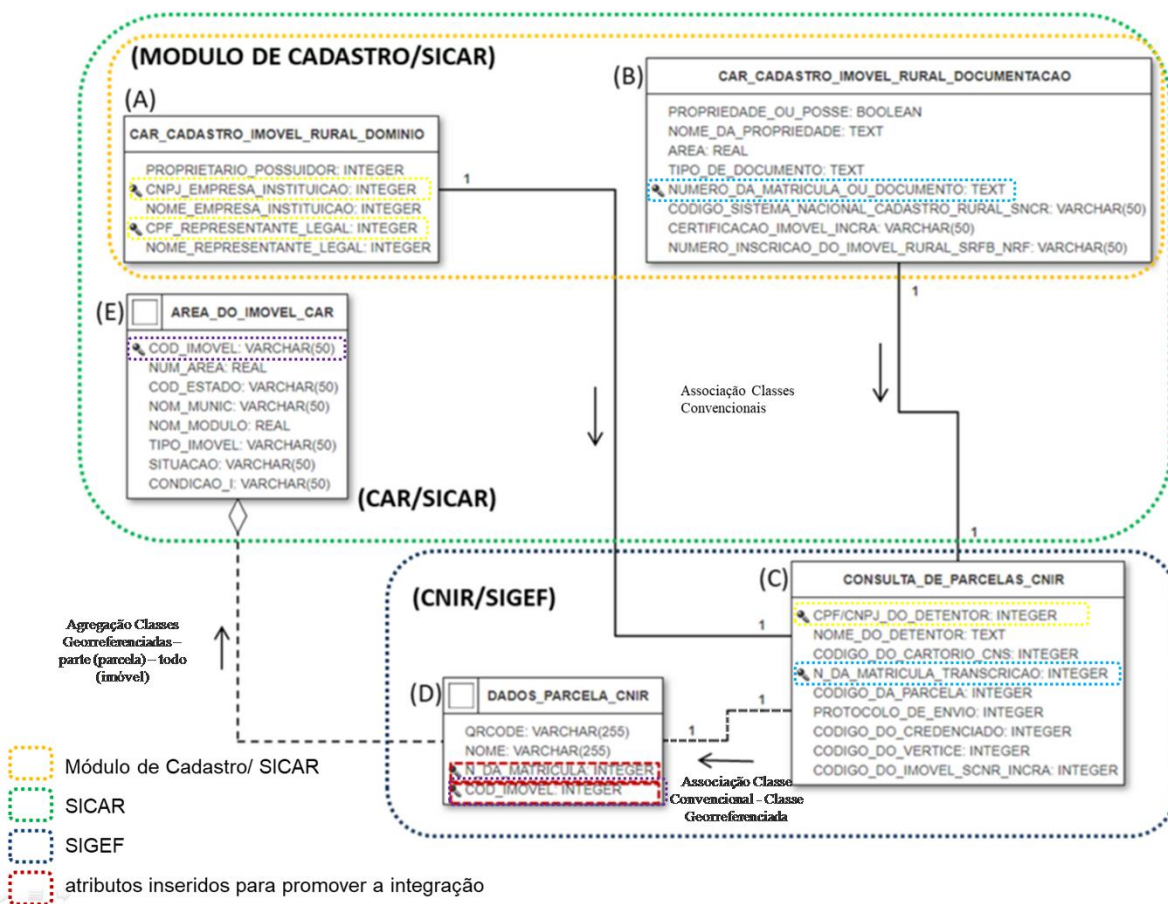 (MODULO DE CADASTRO/SICAR)
(A)
CAR_CADASTRO_IMOVEL_RURAL_DOMINIO
PROPRIETARIO_POSSUIDOR: INTEGER
CNPJ_EMPRESA_INSTITUICAO: INTEGER
NOME_EMPRESA_INSTITUICAO: INTEGER
CPF_REPRESENTANTE_LEGAL: INTEGER
NOME_REPRESENTANTE_LEGAL: INTEGER
(B)
CAR_CADASTRO_IMOVEL_RURAL_DOCUMENTACAO
PROPRIEDADE_OU_POSSE: BOOLEAN
NOME_DA_PROPRIEDADE: TEXT
AREA: REAL
TIPO_DE_DOCUMENTO: TEXT
NUMERO_DA_MATRICULA_OU_DOCUMENTO: TEXT
CODIGO_SISTEMA_NACIONAL_CADASTRO_RURAL_SNCR: VARCHAR(50)
CERTIFICACAO_IMOVEL_INCRA: VARCHAR(50)
NUMERO_INSCRICAO_DO_IMOVEL_RURAL_SRFB_NRF: VARCHAR(50)
1
1
(E)
AREA_DO_IMOVEL_CAR
COD_IMOVEL: VARCHAR(50)
NUM_AREA: REAL
COD_ESTADO: VARCHAR(50)
NOM_MUNIC: VARCHAR(50)
NOM_MODULO: REAL
TIPO_IMOVEL: VARCHAR(50)
SITUACAO: VARCHAR(50)
CONDICAO_I: VARCHAR(50)
Associação Classes
Convencionais
(CAR/SICAR)
1
(CNIR/SIGEF)
(C)
CONSULTA_DE_PARCELAS_CNIR
CPF/CNPJ_DO_DETENTOR: INTEGER
NOME_DO_DETENTOR: TEXT
CODIGO_DO_CARTORIO_CNS: INTEGER
N_DA_MATRICULA_TRANSCRICAO: INTEGER
CODIGO_DA_PARCELA: INTEGER
PROTOCOLO_DE_ENVIO: INTEGER
CODIGO_DO_CREDENCIADO: INTEGER
CODIGO_DO_VERTICE: INTEGER
CODIGO_DO_IMOVEL_SCNR_INCRA: INTEGER
1
1
1
Agregação Classes
Georreferenciadas –
parte (parcela) – todo
(imóvel)
(D)
DADOS_PARCELA_CNIR
QRCODE: VARCHAR(255)
NOME: VARCHAR(255)
N_DA_MATRICULA: INTEGER
COD_IMOVEL: INTEGER
Associação Classe
Convencional - Classe
Georreferenciada
Módulo de Cadastro/ SICAR
SICAR
SIGEF
atributos inseridos para promover a integração